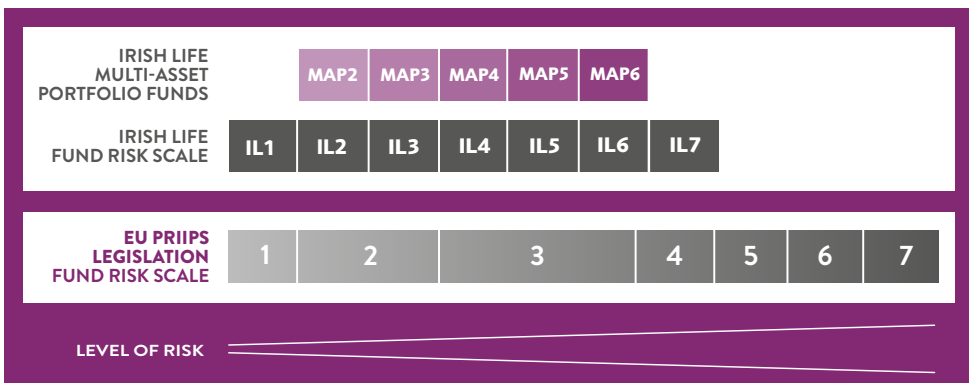 IRISH LIFE
MULTI-ASSET
PORTFOLIO FUNDS
MAP2 MAP3 MAP4 MAP5 MAP6
IRISH LIFE
FUND RISK SCALE
IL1 IL2 IL3 IL4 IL5 IL6 IL7
EU PRIIPS
LEGISLATION
FUND RISK SCALE
1 2 3 4 5 6 7
LEVEL OF RISK